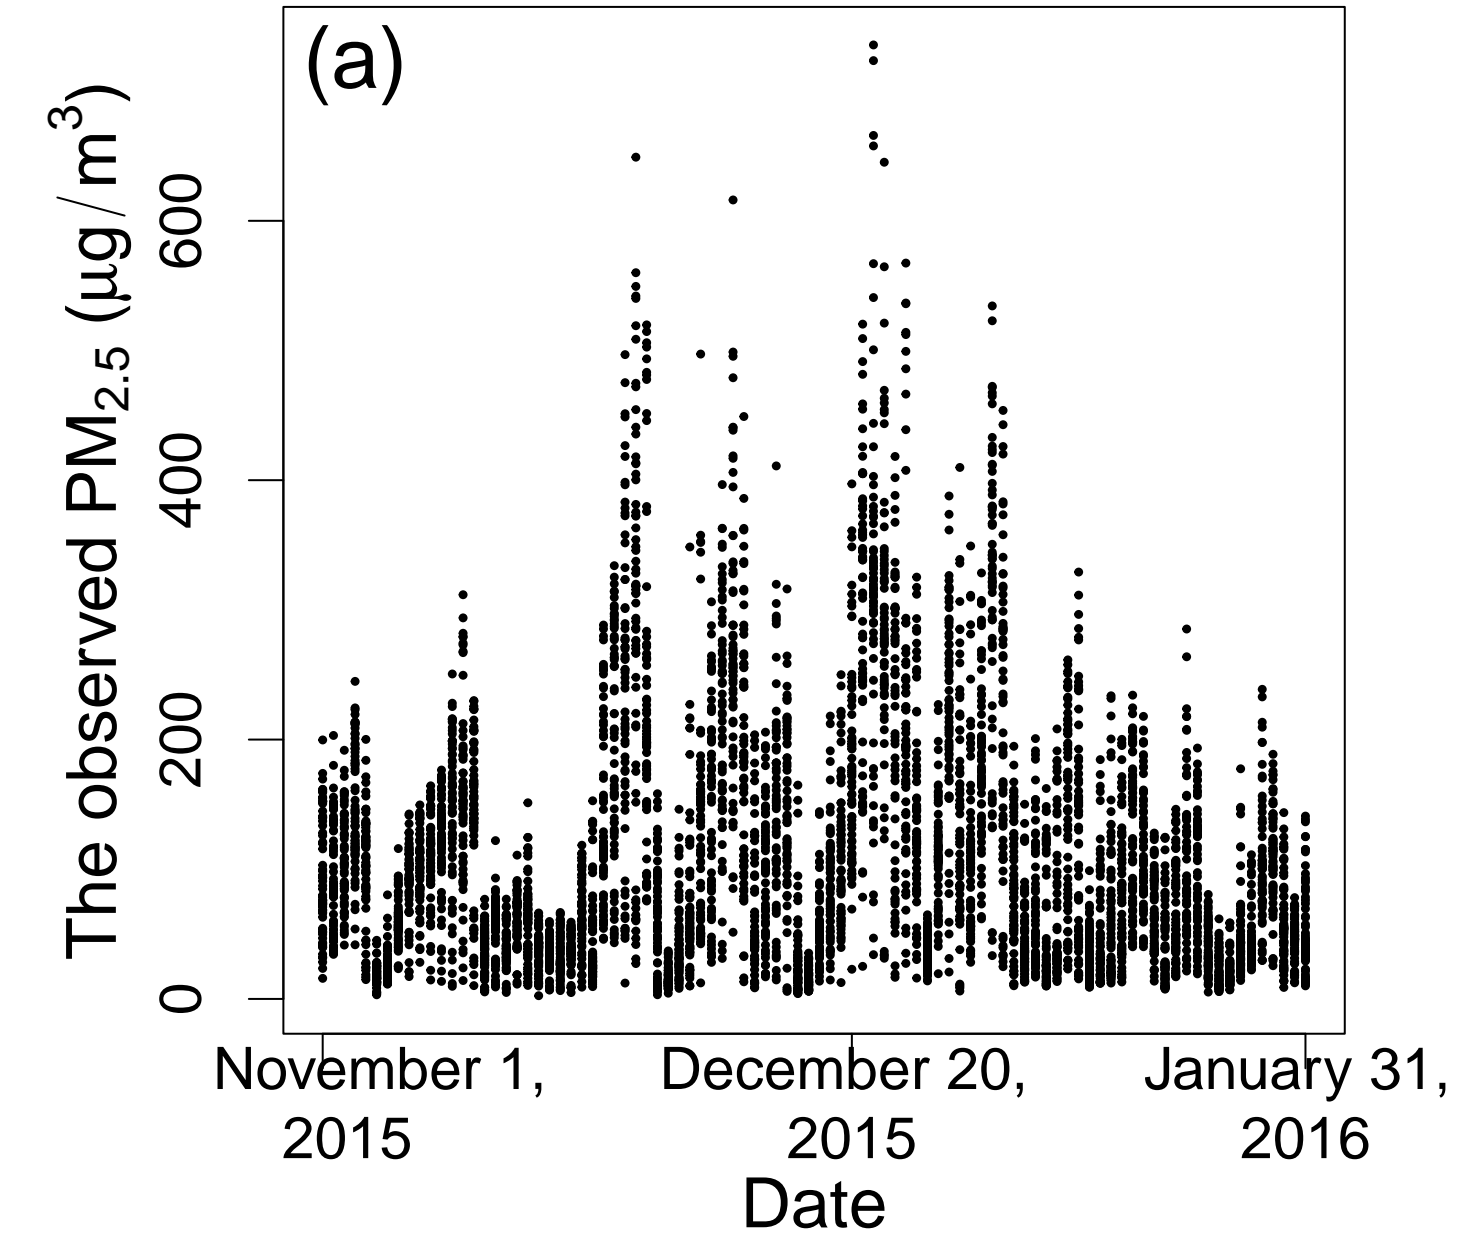 (a)
The observed PM2.5 (μg/m3)
600
400
200
0
November 1,
2015
December 20,
2015
January 31,
2016
Date